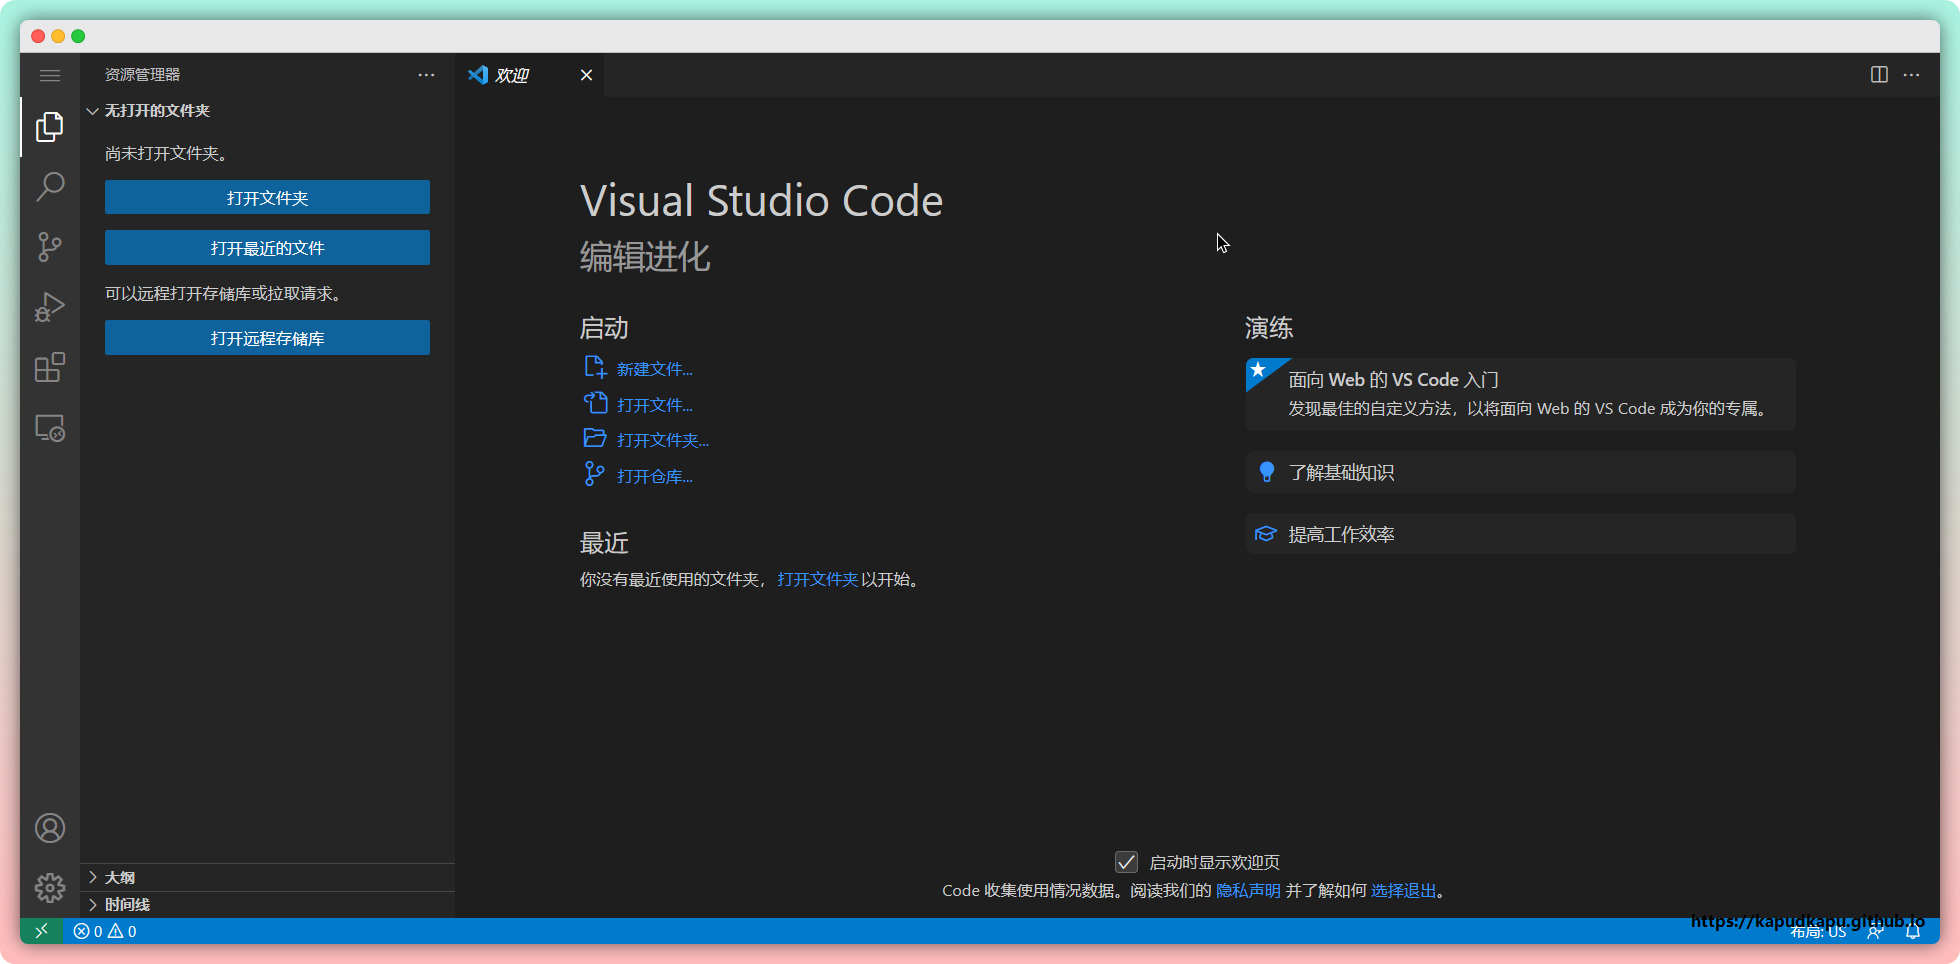 资源管理器
欢迎
无打开的文件夹
尚未打开文件夹。
打开文件夹
打开最近的文件
可以远程打开存储库或拉取请求。
打开远程存储库
大纲
时间线
Visual Studio Code
编辑进化
启动
新建文件...
打开文件...
打开文件夹...
打开仓库...
最近
你没有最近使用的文件夹，打开文件夹以开始。
演练
面向 Web 的 VS Code 入门
发现最佳的自定义方法，以将面向 Web 的 VS Code 成为你的专属。
了解基础知识
提高工作效率
启动时显示欢迎页
Code 收集使用情况数据。阅读我们的 隐私声明 并了解如何 选择退出。
0 0
布局: US
https://kapudkapu.github.io